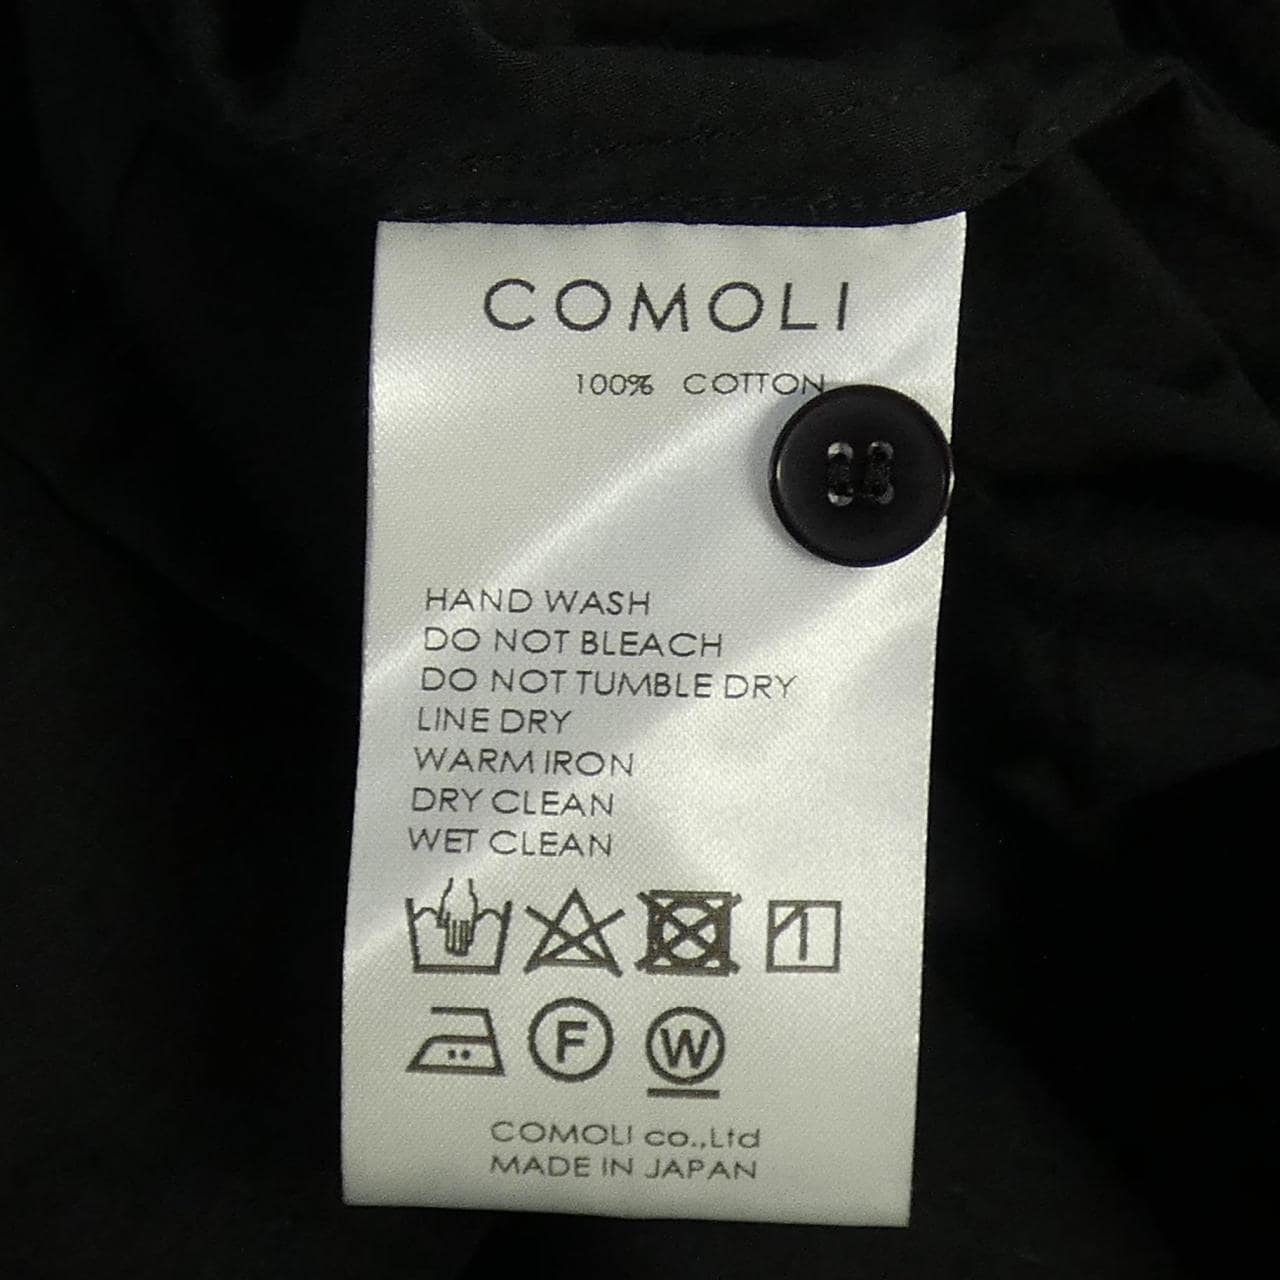 COMOLI
100% COTTON
HAND WASH
DO NOT BLEACH
DO NOT TUMBLE DRY
LINE DRY
WARM IRON
DRY CLEAN
WET CLEAN
F W
COMOLI co.,Ltd
MADE IN JAPAN